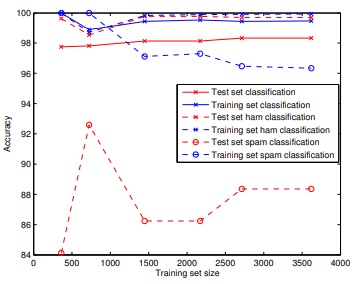 100
98
96
94
92
90
88
86
84
Accuracy
Test set classification
Training set classification
Test set ham classification
Training set ham classification
Test set spam classification
Training set spam classification
0 500 1000 1500 2000 2500 3000 3500 4000
Training set size